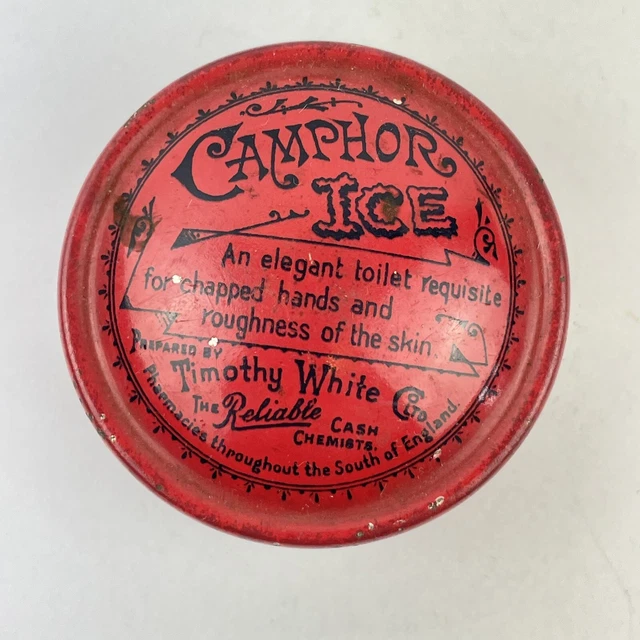 CAMPHOR
ICE
An elegant toilet requisite
for chapped hands and
roughness of the skin
PREPARED BY
Timothy White Co LTD.
THE Reliable CASH
CHEMISTS.
Pharmacies throughout the South of England.